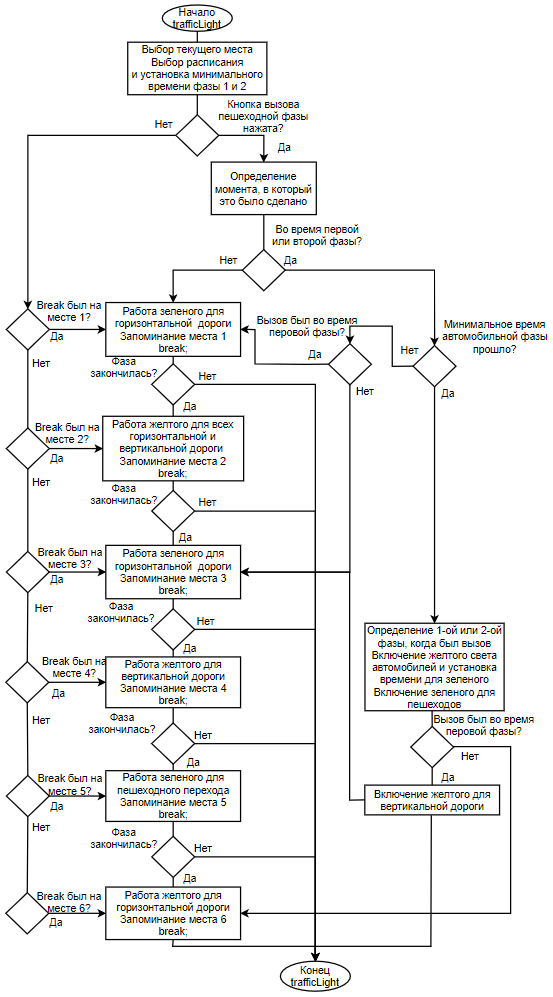 Начало
trafficLight
Выбор текущего места
Выбор расписания
и установка минимального
времени фазы 1 и 2
Кнопка вызова
пешеходной фазы
нажата?
Нет
Да
Определение
момента, в который
это было сделано
Во время первой
или второй фазы?
Нет
Да
Break был на
месте 1?
Да
Нет
Работа зеленого для
горизонтальной дороги
Запоминание места 1
break;
Вызов был во время
перовой фазы?
Да
Нет
Минимальное время
автомобильной фазы
прошло?
Нет
Да
Фаза
закончилась?
Нет
Да
Break был на
месте 2?
Да
Нет
Работа желтого для всех
горизонтальной и
вертикальной дороги
Запоминание места 2
break;
Фаза
закончилась?
Нет
Да
Break был на
месте 3?
Да
Нет
Работа зеленого для
горизонтальной дороги
Запоминание места 3
break;
Фаза
закончилась?
Нет
Да
Определение 1-ой или 2-ой
фазы, когда был вызов
Включение желтого света
автомобилей и установка
времени для зеленого
Включение зеленого для
пешеходов
Break был на
месте 4?
Да
Нет
Работа желтого для
вертикальной дороги
Запоминание места 4
break;
Фаза
закончилась?
Нет
Да
Вызов был во время
перовой фазы?
Нет
Да
Включение желтого для
вертикальной дороги
Break был на
месте 5?
Да
Нет
Работа зеленого для
пешеходного перехода
Запоминание места 5
break;
Фаза
закончилась?
Нет
Да
Break был на
месте 6?
Да
Работа желтого для
горизонтальной дороги
Запоминание места 6
break;
Конец
trafficLight